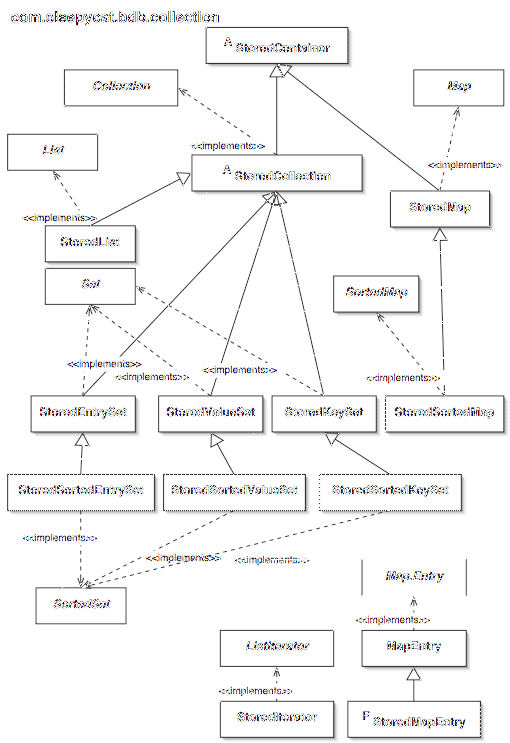 com.sleepycat.bdb.collection
A StoredContainer
Collection
Map
<<implements>>
<<implements>>
List
A StoredCollection
StoredMap
<<implements>>
StoredList
Set
SortedMap
<<implements>>
<<implements>>
<<implements>>
<<implements>>
StoredEntrySet
StoredValueSet
StoredKeySet
StoredSortedMap
StoredSortedEntrySet
StoredSortedValueSet
StoredSortedKeySet
<<implements>>
<<implements>>
<<implements>>
Map.Entry
SortedSet
<<implements>>
ListIterator
MapEntry
<<implements>>
StoredIterator
F StoredMapEntry